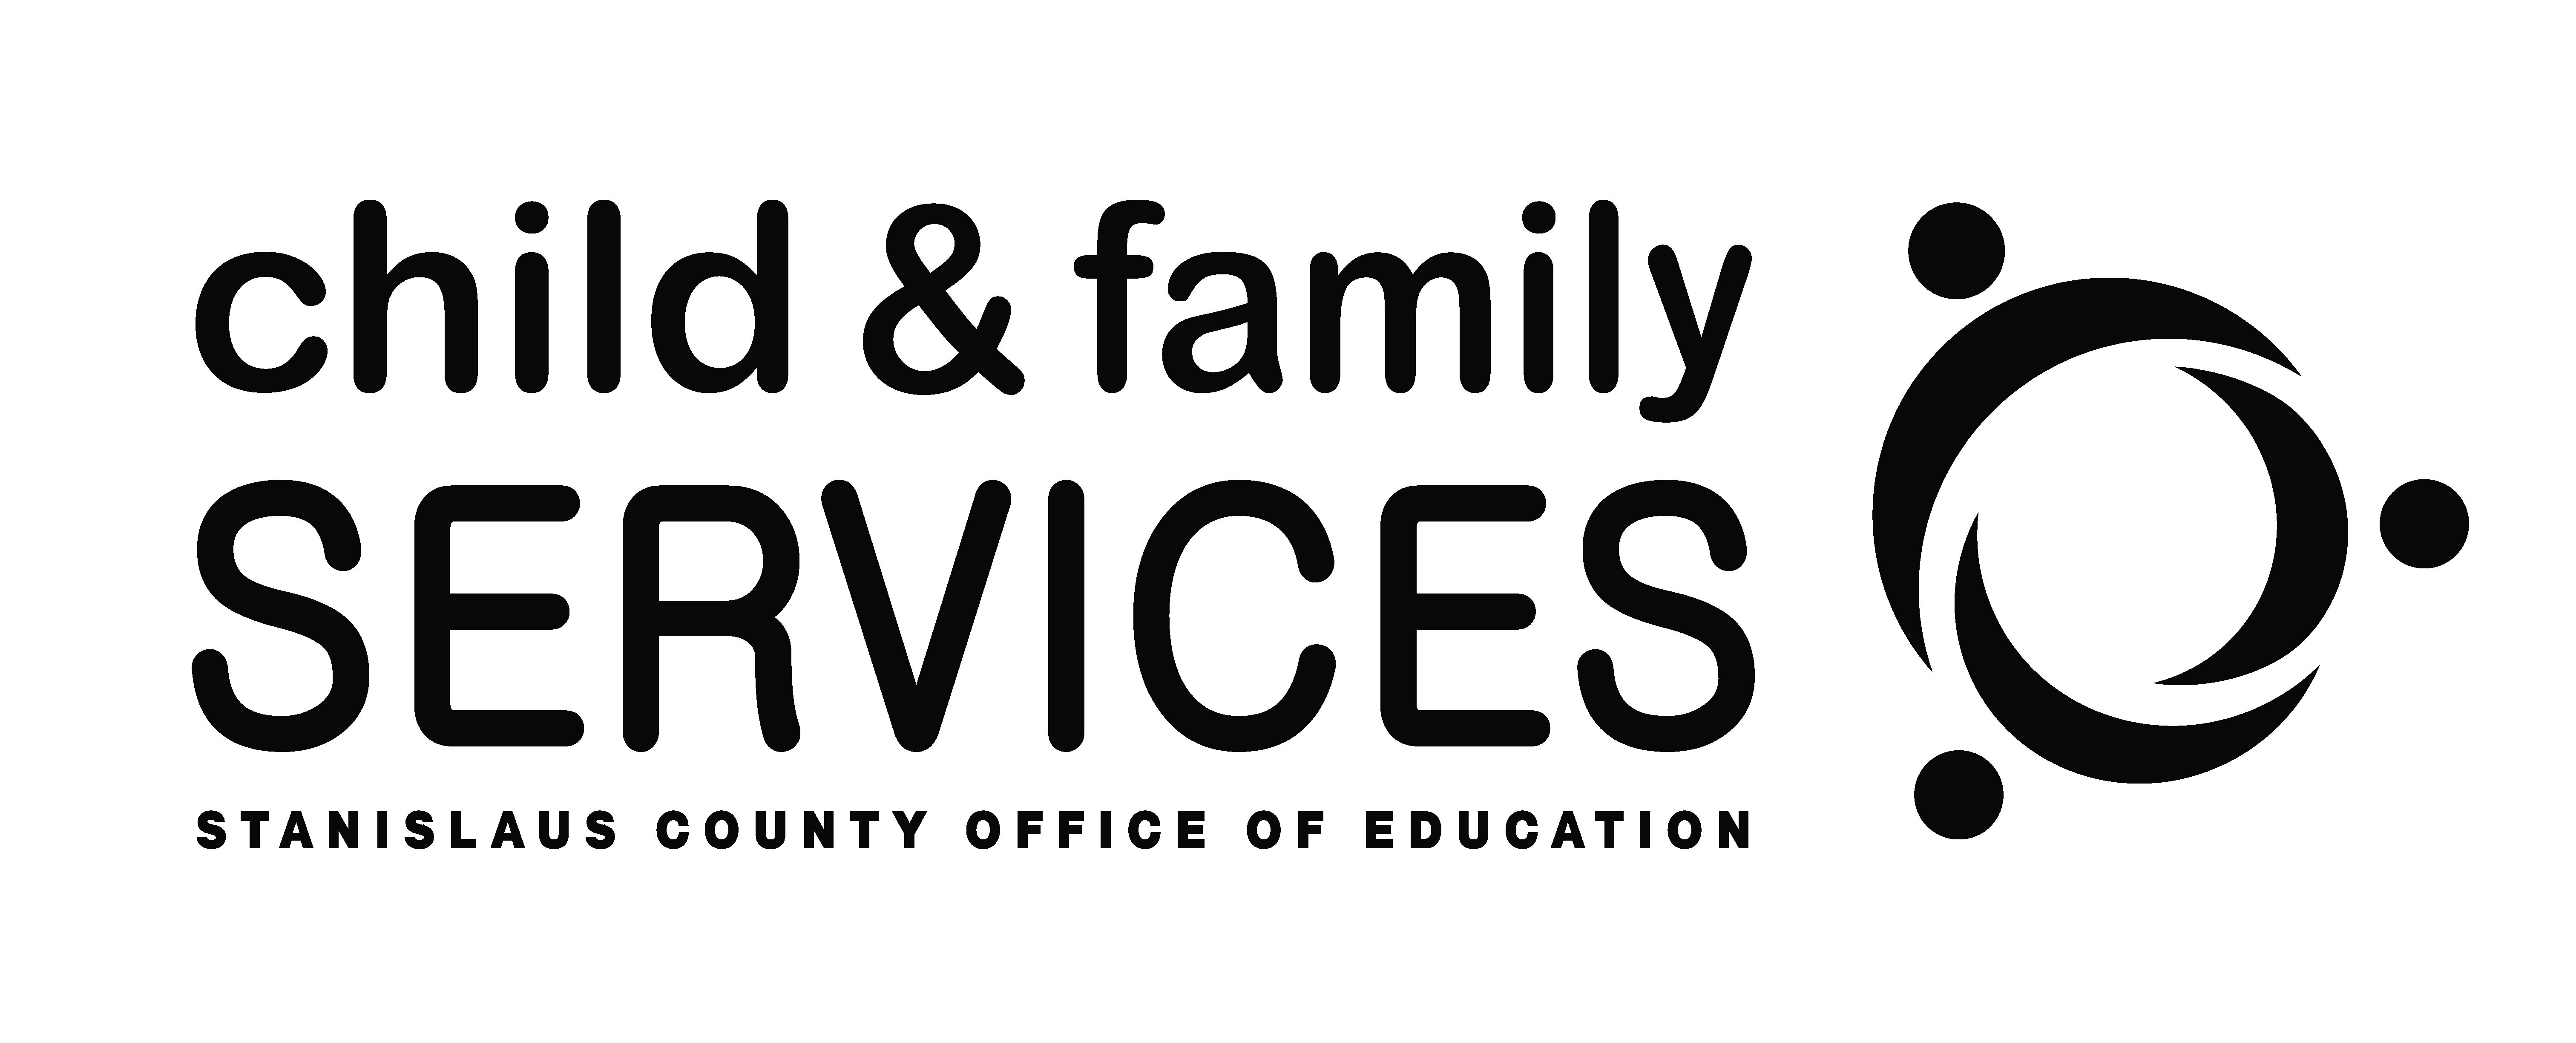 child & family
SERVICES
STANISLAUS COUNTY OFFICE OF EDUCATION